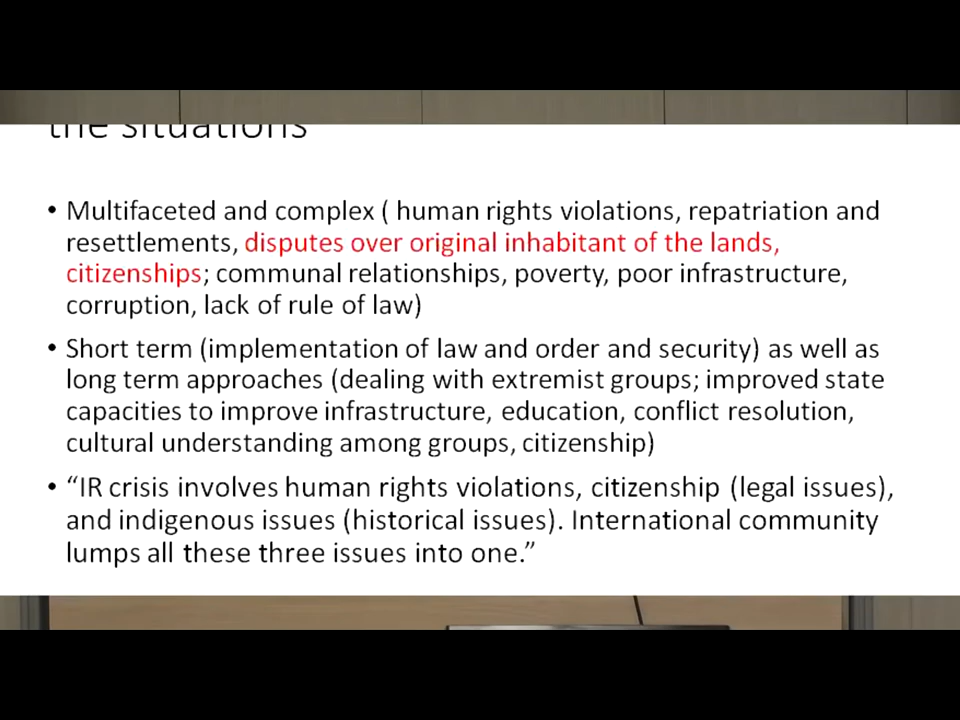 the situations
• Multifaceted and complex ( human rights violations, repatriation and
resettlements, disputes over original inhabitant of the lands,
citizenships; communal relationships, poverty, poor infrastructure,
corruption, lack of rule of law)
• Short term (implementation of law and order and security) as well as
long term approaches (dealing with extremist groups; improved state
capacities to improve infrastructure, education, conflict resolution,
cultural understanding among groups, citizenship)
• “IR crisis involves human rights violations, citizenship (legal issues),
and indigenous issues (historical issues). International community
lumps all these three issues into one.”